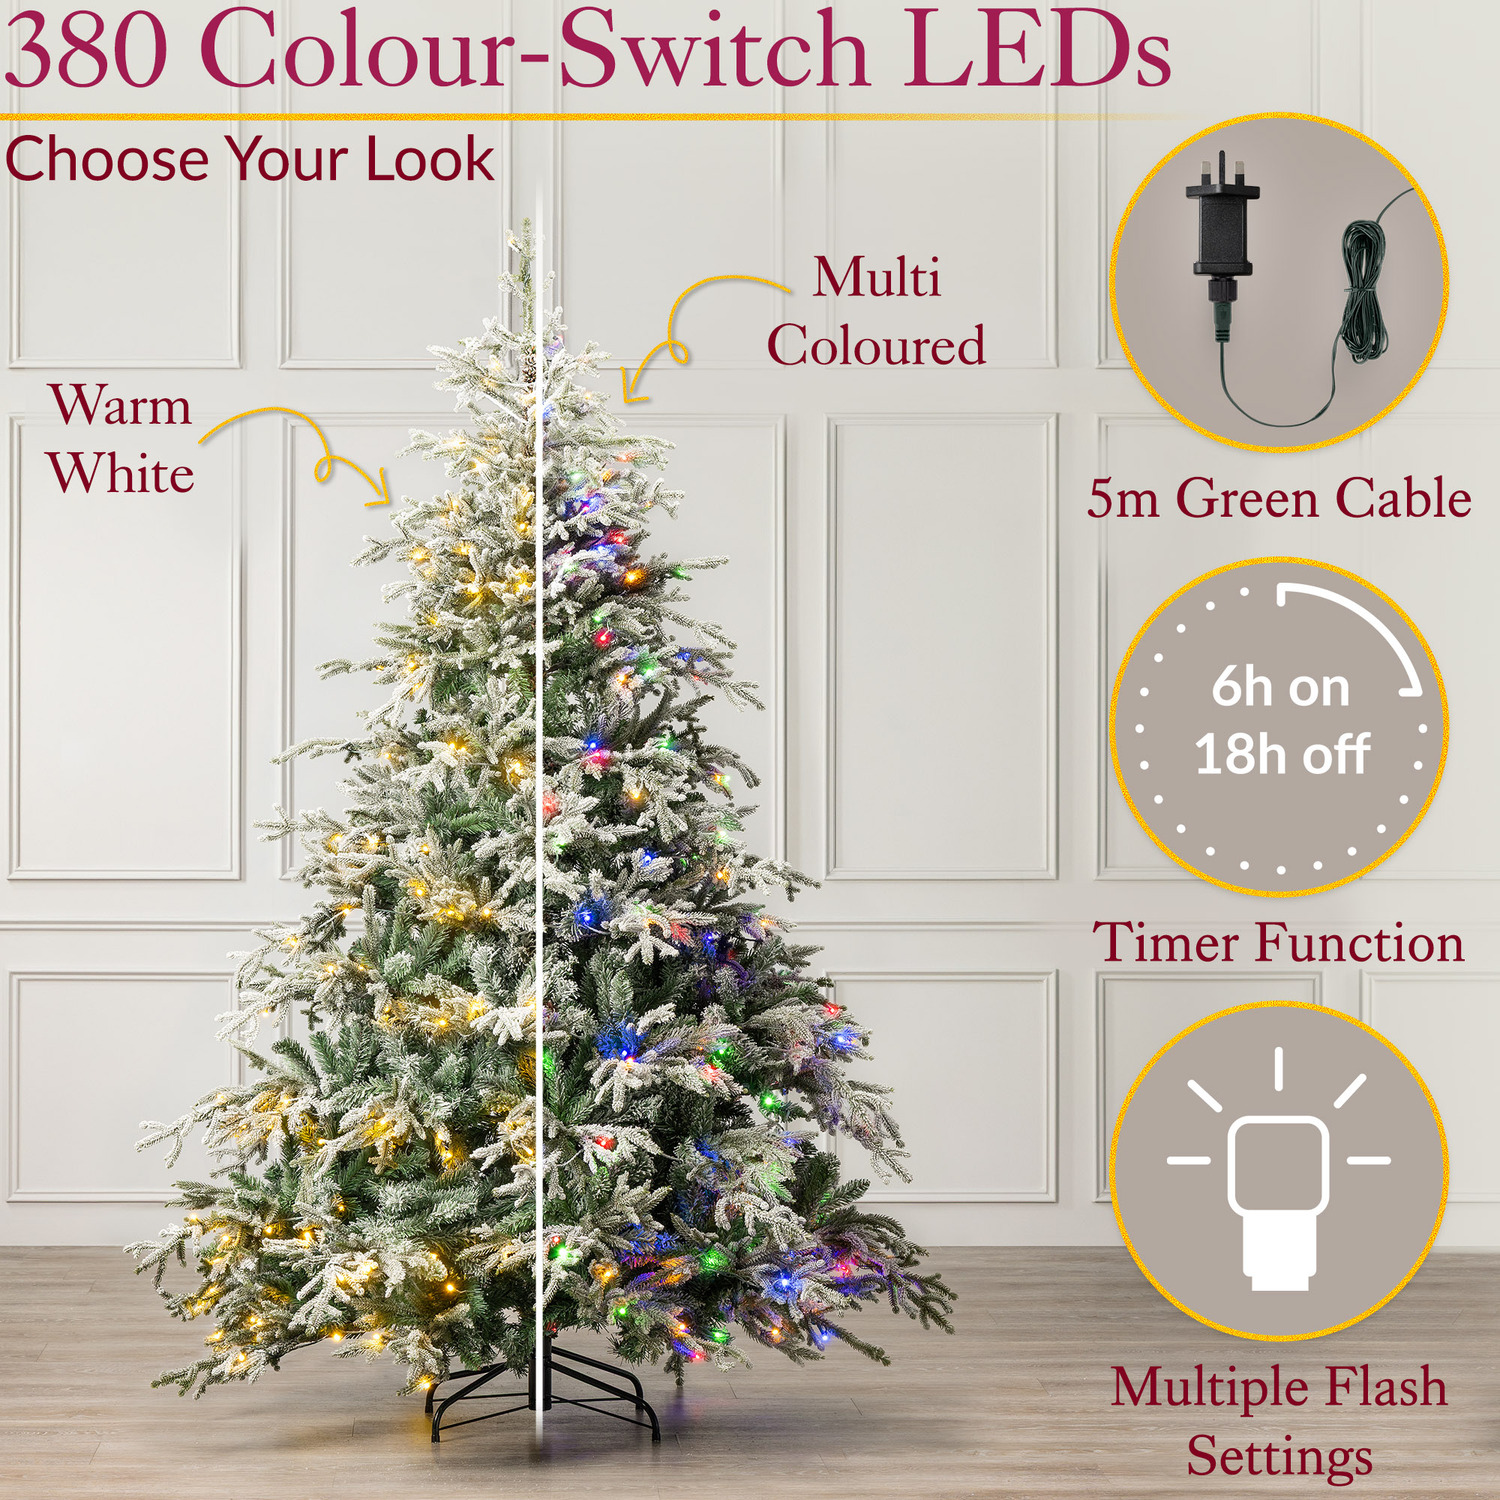 380 Colour-Switch LEDs
Choose Your Look
Multi
Coloured
Warm
White
5m Green Cable
6h on
18h off
Timer Function
Multiple Flash
Settings